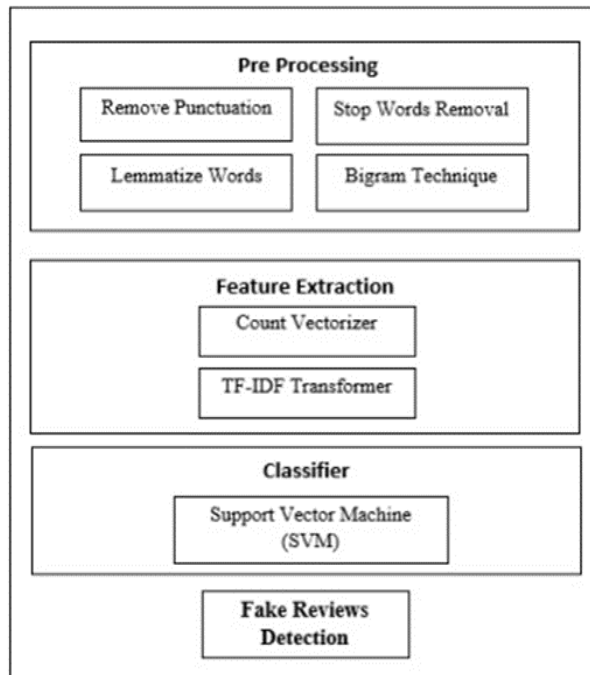 Pre Processing
Remove Punctuation
Stop Words Removal
Lemmatize Words
Bigram Technique
Feature Extraction
Count Vectorizer
TF-IDF Transformer
Classifier
Support Vector Machine
(SVM)
Fake Reviews
Detection